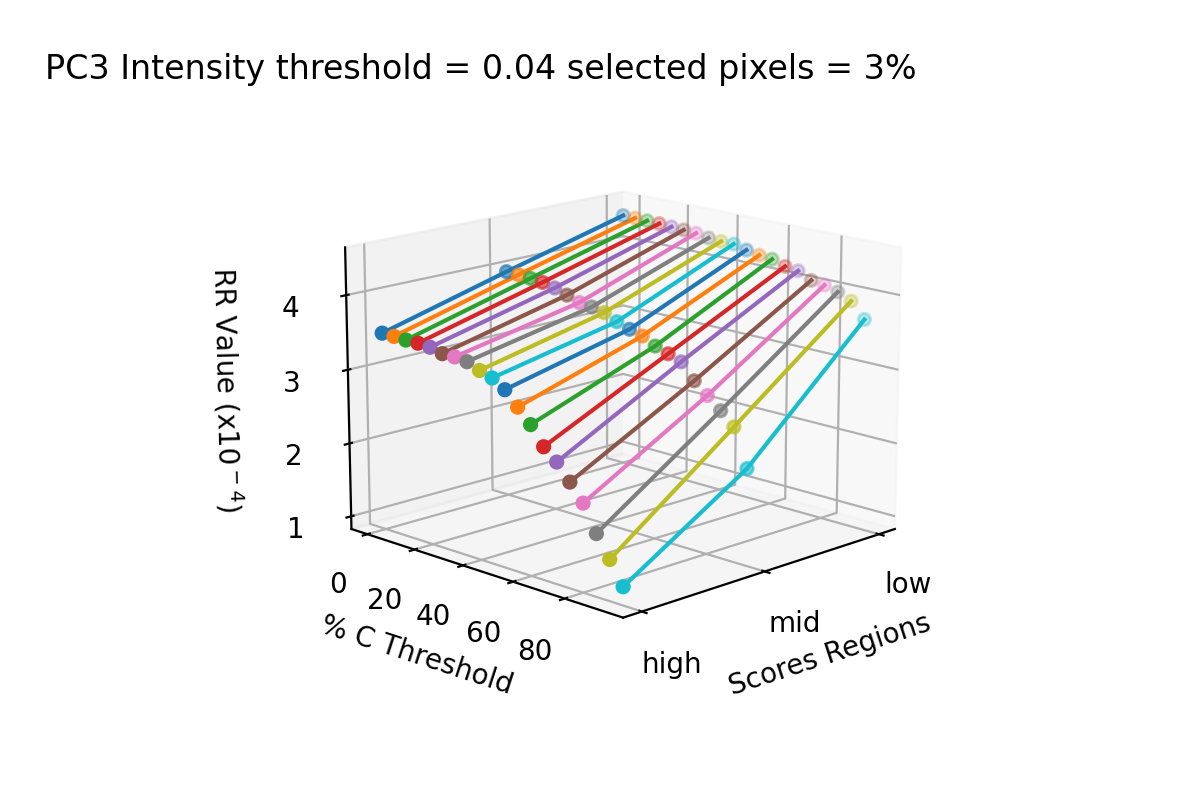 PC3 Intensity threshold = 0.04 selected pixels = 3%
RR Value (x10⁻⁴)
4
3
2
1
0
20
40
60
80
% C Threshold
high
mid
low
Scores Regions